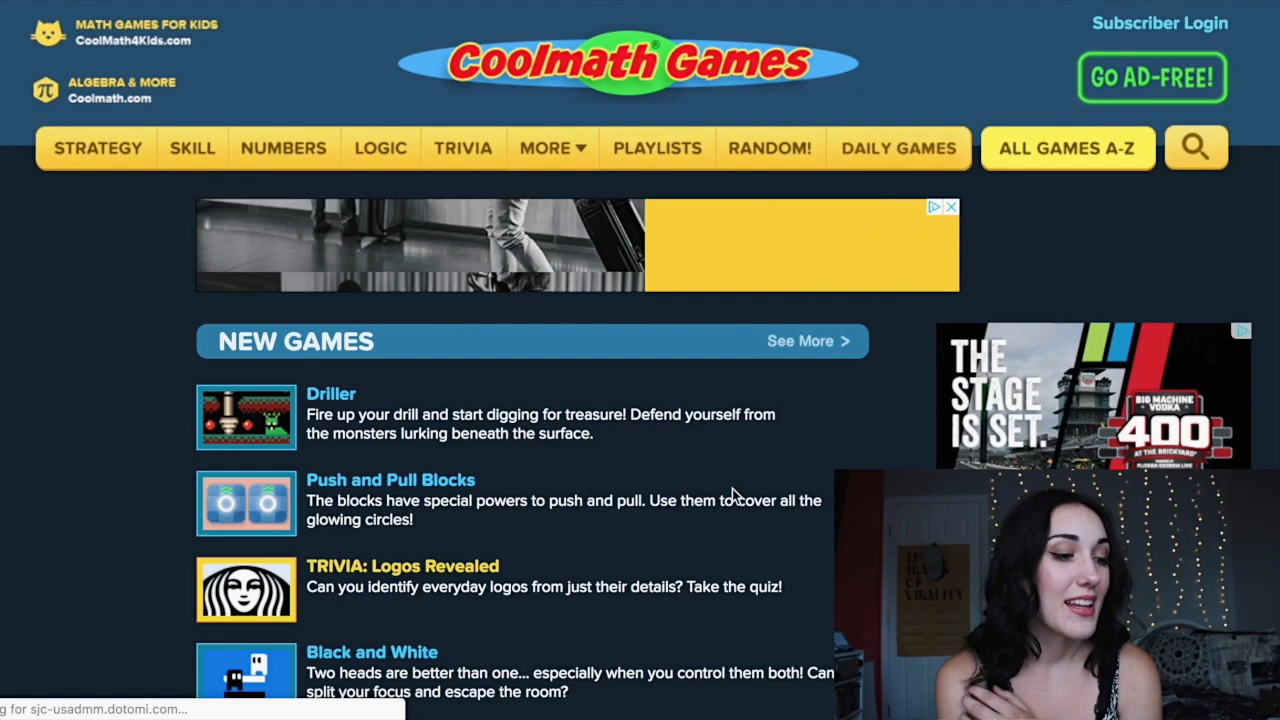 MATH GAMES FOR KIDS
CoolMath4Kids.com
ALGEBRA & MORE
Coolmath.com
Coolmath Games®
Subscriber Login
GO AD-FREE!
STRATEGY
SKILL
NUMBERS
LOGIC
TRIVIA
MORE
PLAYLISTS
RANDOM!
DAILY GAMES
ALL GAMES A-Z
NEW GAMES
See More >
Driller
Fire up your drill and start digging for treasure! Defend yourself from
the monsters lurking beneath the surface.
Push and Pull Blocks
The blocks have special powers to push and pull. Use them to cover all the
glowing circles!
TRIVIA: Logos Revealed
Can you identify everyday logos from just their details? Take the quiz!
Black and White
Two heads are better than one... especially when you control them both! Can
split your focus and escape the room?
THE
STAGE
IS SET.
BIG MACHINE
VODKA
400
AT THE BRICKYARD
g for sjc-usadmm.dotomi.com...
OF
VIRALITY